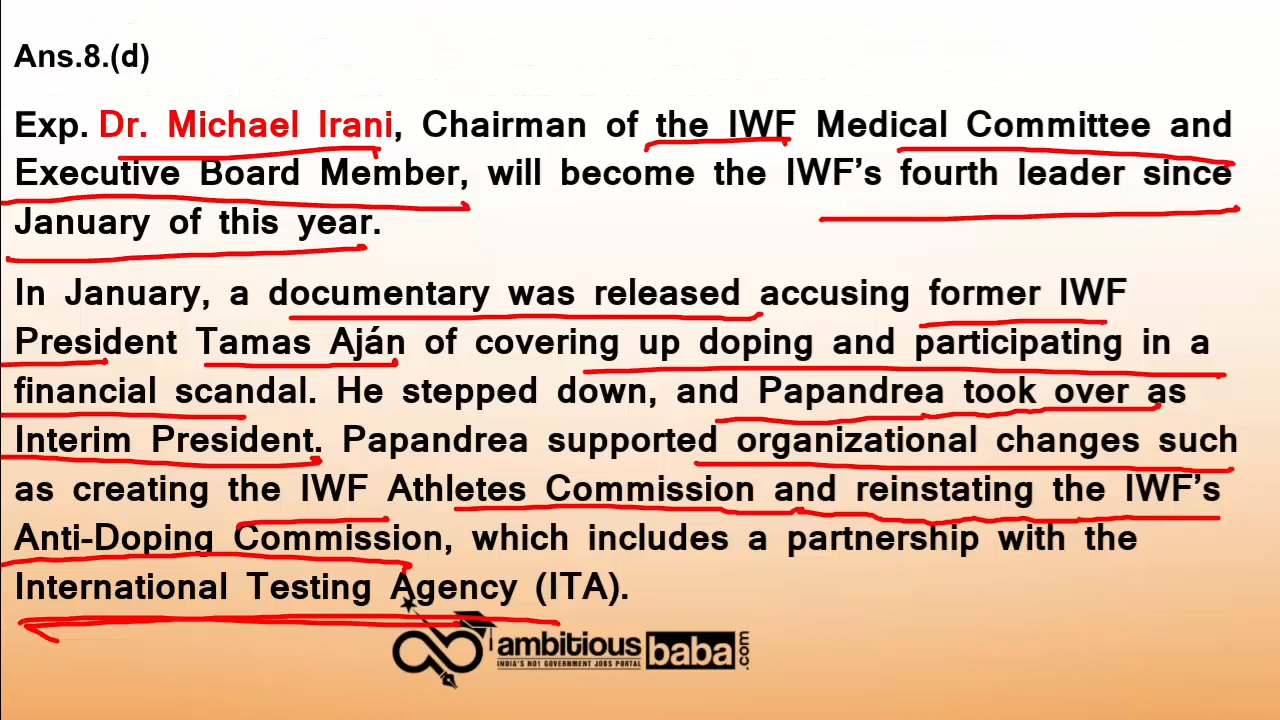 Ans.8.(d)
Exp. Dr. Michael Irani, Chairman of the IWF Medical Committee and
Executive Board Member, will become the IWF’s fourth leader since
January of this year.
In January, a documentary was released accusing former IWF
President Tamas Aján of covering up doping and participating in a
financial scandal. He stepped down, and Papandrea took over as
Interim President. Papandrea supported organizational changes such
as creating the IWF Athletes Commission and reinstating the IWF’s
Anti-Doping Commission, which includes a partnership with the
International Testing Agency (ITA).
ambitious baba .com
INDIA'S NO1 GOVERNMENT JOBS PORTAL